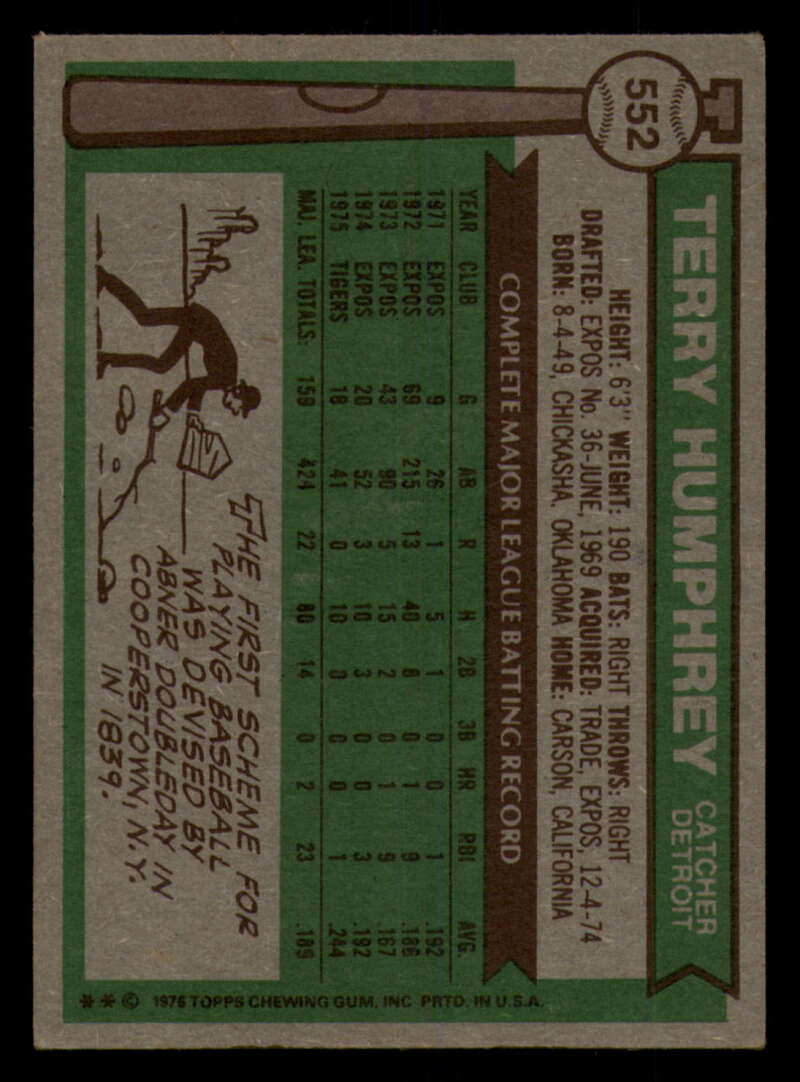 552
TERRY HUMPHREY CATCHER
DETROIT
HEIGHT: 6'3" WEIGHT: 190 BATS: RIGHT THROWS: RIGHT
DRAFTED: EXPOS No. 36-JUNE, 1969 ACQUIRED: TRADE, EXPOS, 12-4-74
BORN: 8-4-49, CHICKASHA, OKLAHOMA HOME: CARSON, CALIFORNIA
COMPLETE MAJOR LEAGUE BATTING RECORD
YEAR CLUB G AB R H 2B 3B HR RBI AVG.
1971 EXPOS 9 26 1 5 1 0 0 1 .192
1972 EXPOS 69 215 13 40 8 0 1 9 .186
1973 EXPOS 43 90 5 15 2 0 1 9 .167
1974 EXPOS 20 52 3 10 3 0 0 3 .192
1975 TIGERS 18 41 0 10 0 0 0 1 .244
MAJ. LEA. TOTALS: 159 424 22 80 14 0 2 23 .189
THE FIRST SCHEME FOR
PLAYING BASEBALL
WAS DEVISED BY
ABNER DOUBLEDAY IN
COOPERSTOWN, N.Y.
IN 1839.
** © 1976 TOPPS CHEWING GUM, INC PRTD. IN U.S.A.